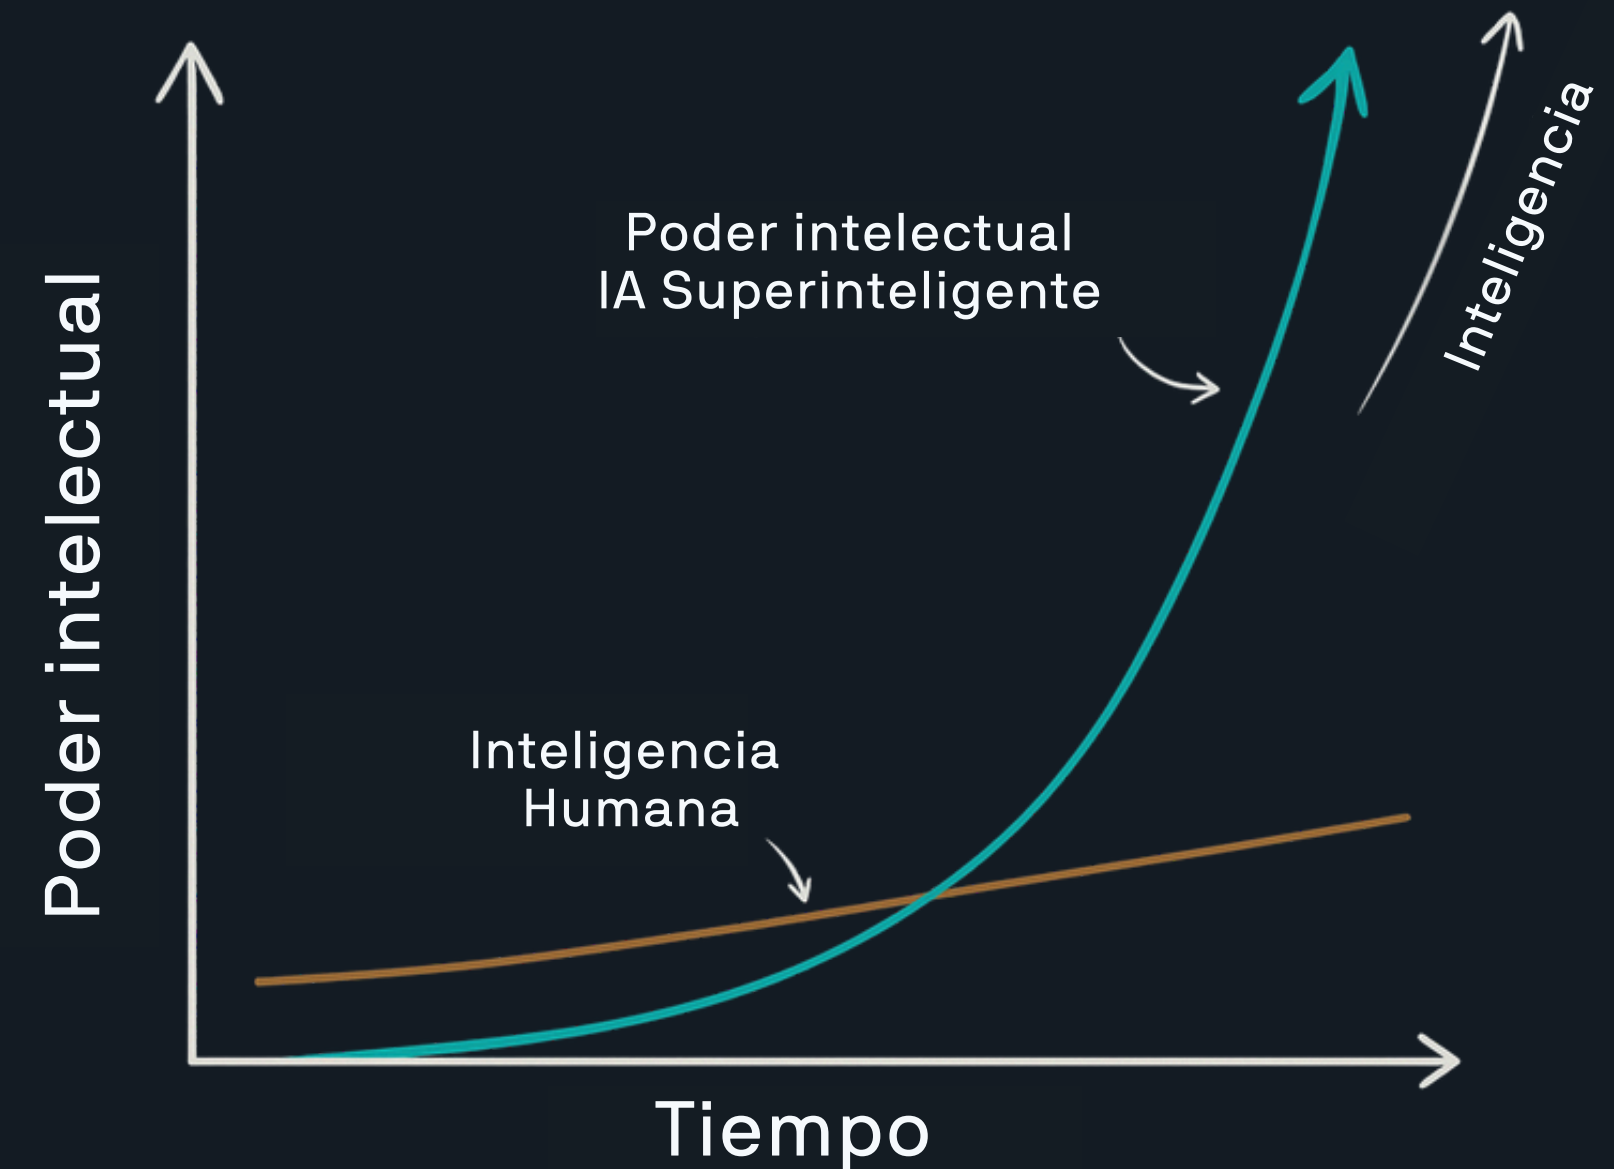 Poder intelectual
Poder intelectual
IA Superinteligente
Inteligencia
Inteligencia
Humana
Tiempo